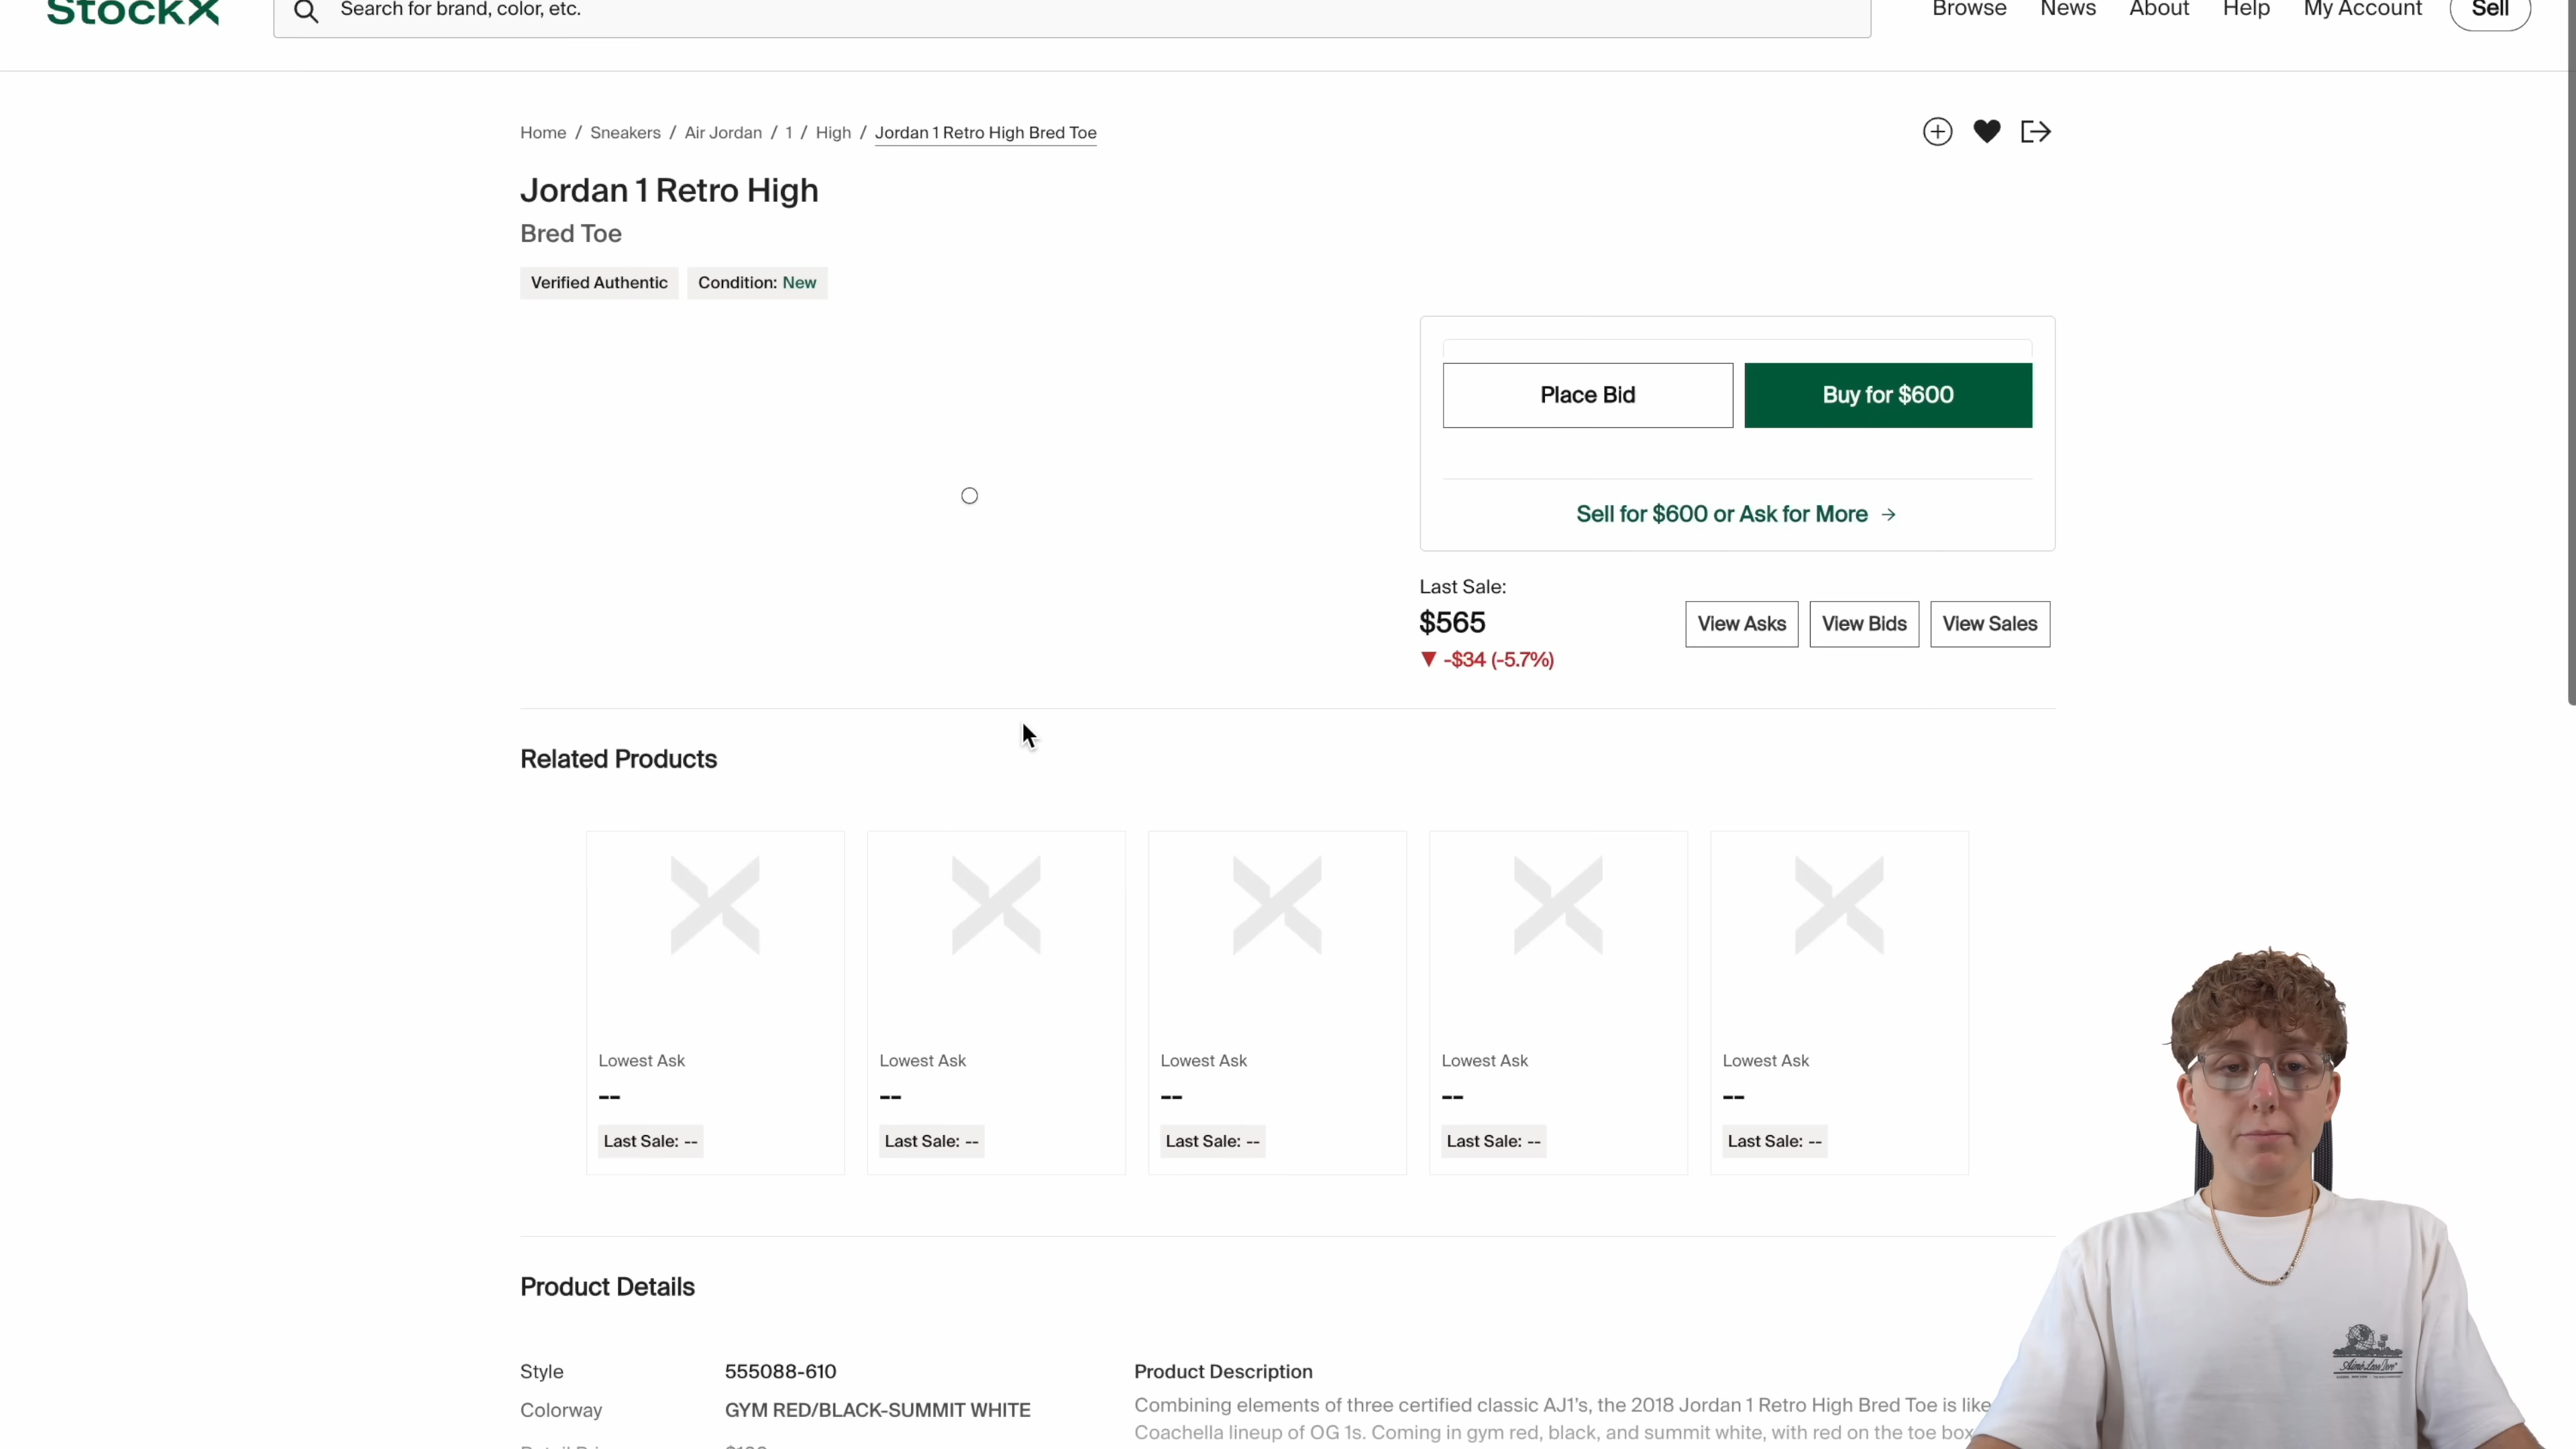 StockX
Search for brand, color, etc.
Browse News About Help My Account Sell
Home / Sneakers / Air Jordan / 1 / High / Jordan 1 Retro High Bred Toe
Jordan 1 Retro High
Bred Toe
Verified Authentic
Condition: New
Place Bid
Buy for $600
Sell for $600 or Ask for More →
Last Sale:
$565
▼ -$34 (-5.7%)
View Asks
View Bids
View Sales
Related Products
Lowest Ask
--
Last Sale: --
Lowest Ask
--
Last Sale: --
Lowest Ask
--
Last Sale: --
Lowest Ask
--
Last Sale: --
Lowest Ask
--
Last Sale: --
Product Details
Style 555088-610
Colorway GYM RED/BLACK-SUMMIT WHITE
Product Description
Combining elements of three certified classic AJ1's, the 2018 Jordan 1 Retro High Bred Toe is like
Coachella lineup of OG 1s. Coming in gym red, black, and summit white, with red on the toe box
Aimé Leon Dore